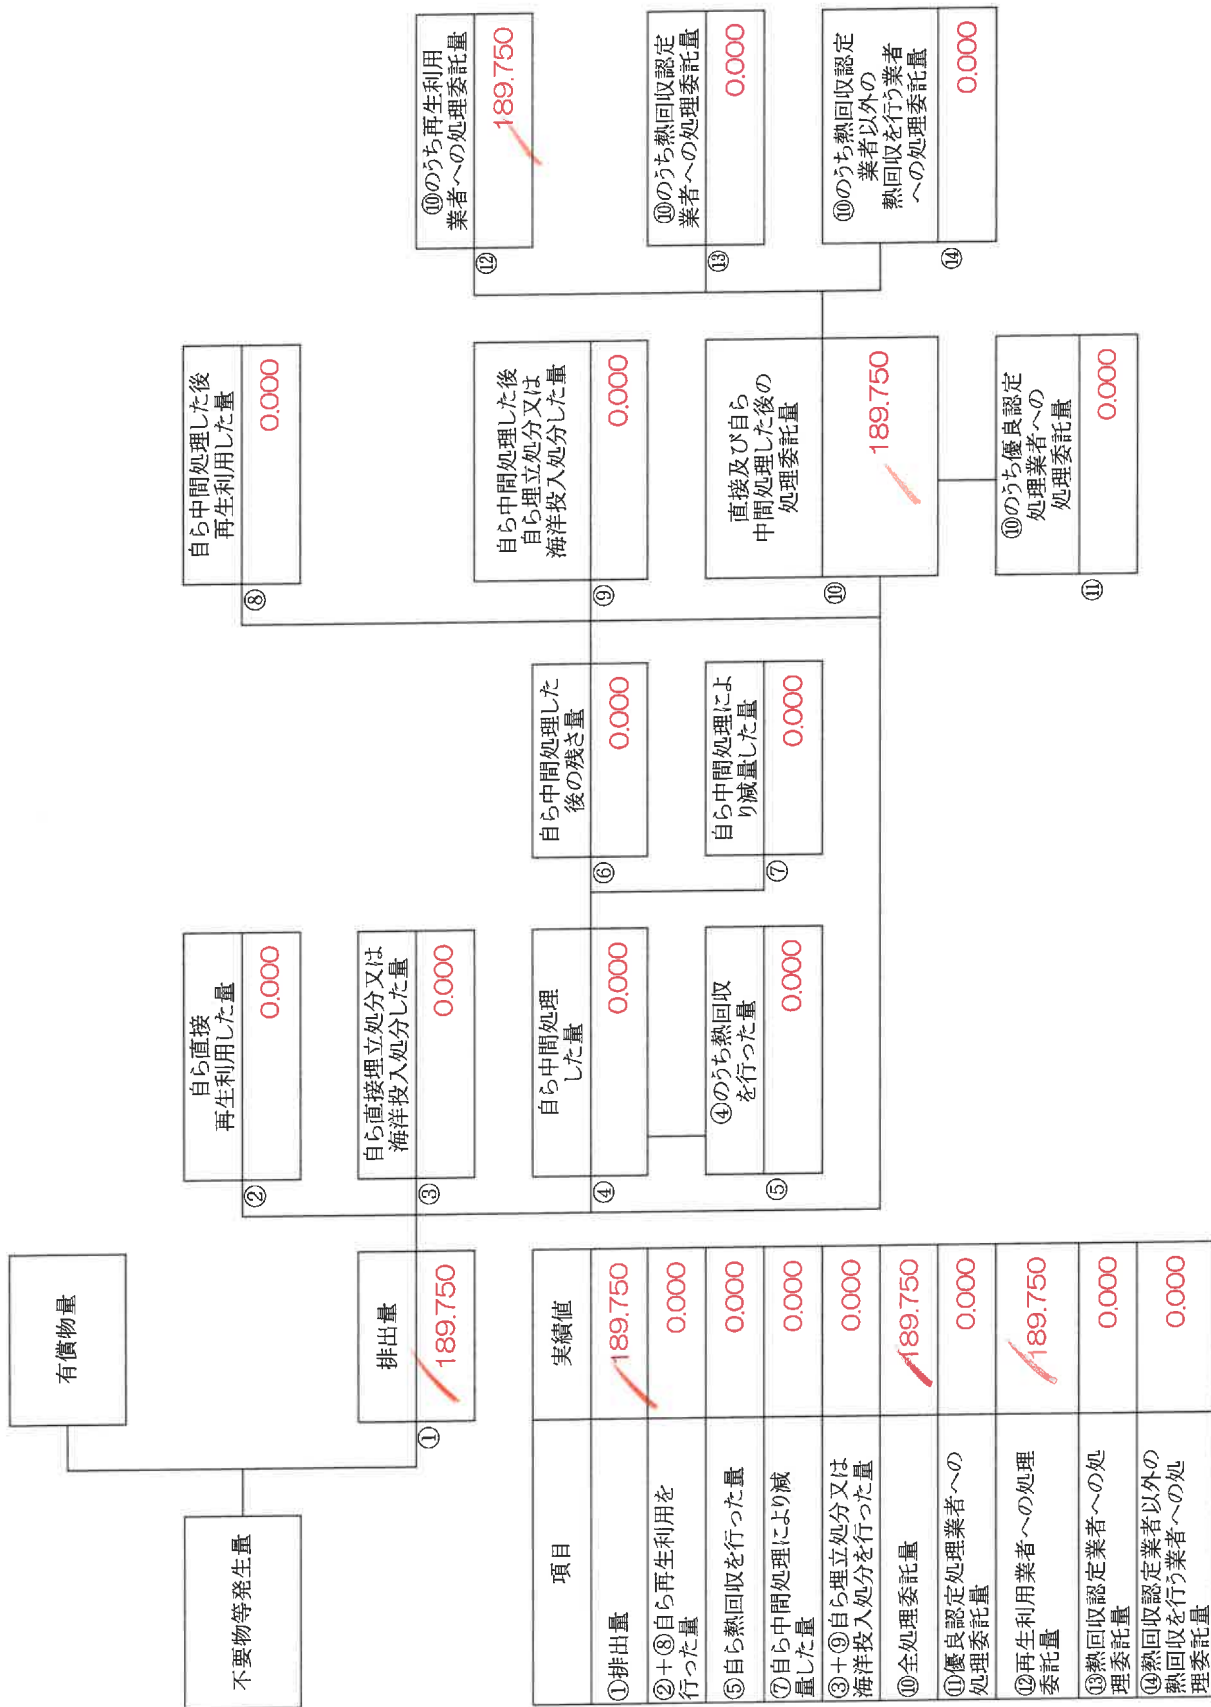 不要物等発生量
有償物量
①
排出量
189.750
②
自ら直接
再生利用した量
0.000
③
自ら直接埋立処分又は
海洋投入処分した量
0.000
④
自ら中間処理
した量
0.000
⑤
④のうち熱回収
を行った量
0.000
⑥
自ら中間処理した
後の残さ量
0.000
⑦
自ら中間処理によ
り減量した量
0.000
⑧
自ら中間処理した後
再生利用した量
0.000
⑨
自ら中間処理した後
自ら埋立処分又は
海洋投入処分した量
0.000
⑩
直接及び自ら
中間処理した後の
処理委託量
189.750
⑪
⑩のうち優良認定
処理業者への
処理委託量
0.000
⑫
⑩のうち再生利用
業者への処理委託量
189.750
⑬
⑩のうち熱回収認定
業者への処理委託量
0.000
⑭
⑩のうち熱回収認定
業者以外の
熱回収を行う業者
への処理委託量
0.000
項目 実績値
①排出量 189.750
②+⑧自ら再生利用を
行った量 0.000
⑤自ら熱回収を行った量 0.000
⑦自ら中間処理により減
量した量 0.000
③+⑨自ら埋立処分又は
海洋投入処分を行った量 0.000
⑩全処理委託量 189.750
⑪優良認定処理業者への
処理委託量 0.000
⑫再生利用業者への処理
委託量 189.750
⑬熱回収認定業者への処
理委託量 0.000
⑭熱回収認定業者以外の
熱回収を行う業者への処
理委託量 0.000